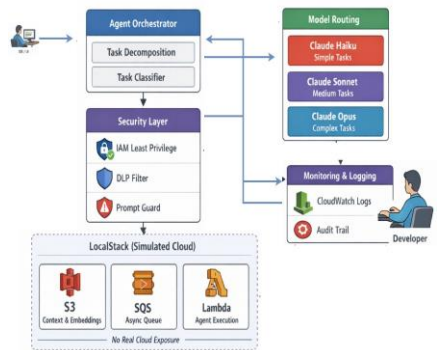 Agent Orchestrator
Task Decomposition
Task Classifier
Security Layer
IAM Least Privilege
DLP Filter
Prompt Guard
LocalStack (Simulated Cloud)
S3
Context & Embeddings
SQS
Async Queue
Lambda
Agent Execution
No Real Cloud Exposure
Model Routing
Claude Haiku
Simple Tasks
Claude Sonnet
Medium Tasks
Claude Opus
Complex Tasks
Monitoring & Logging
CloudWatch Logs
Audit Trail
Developer